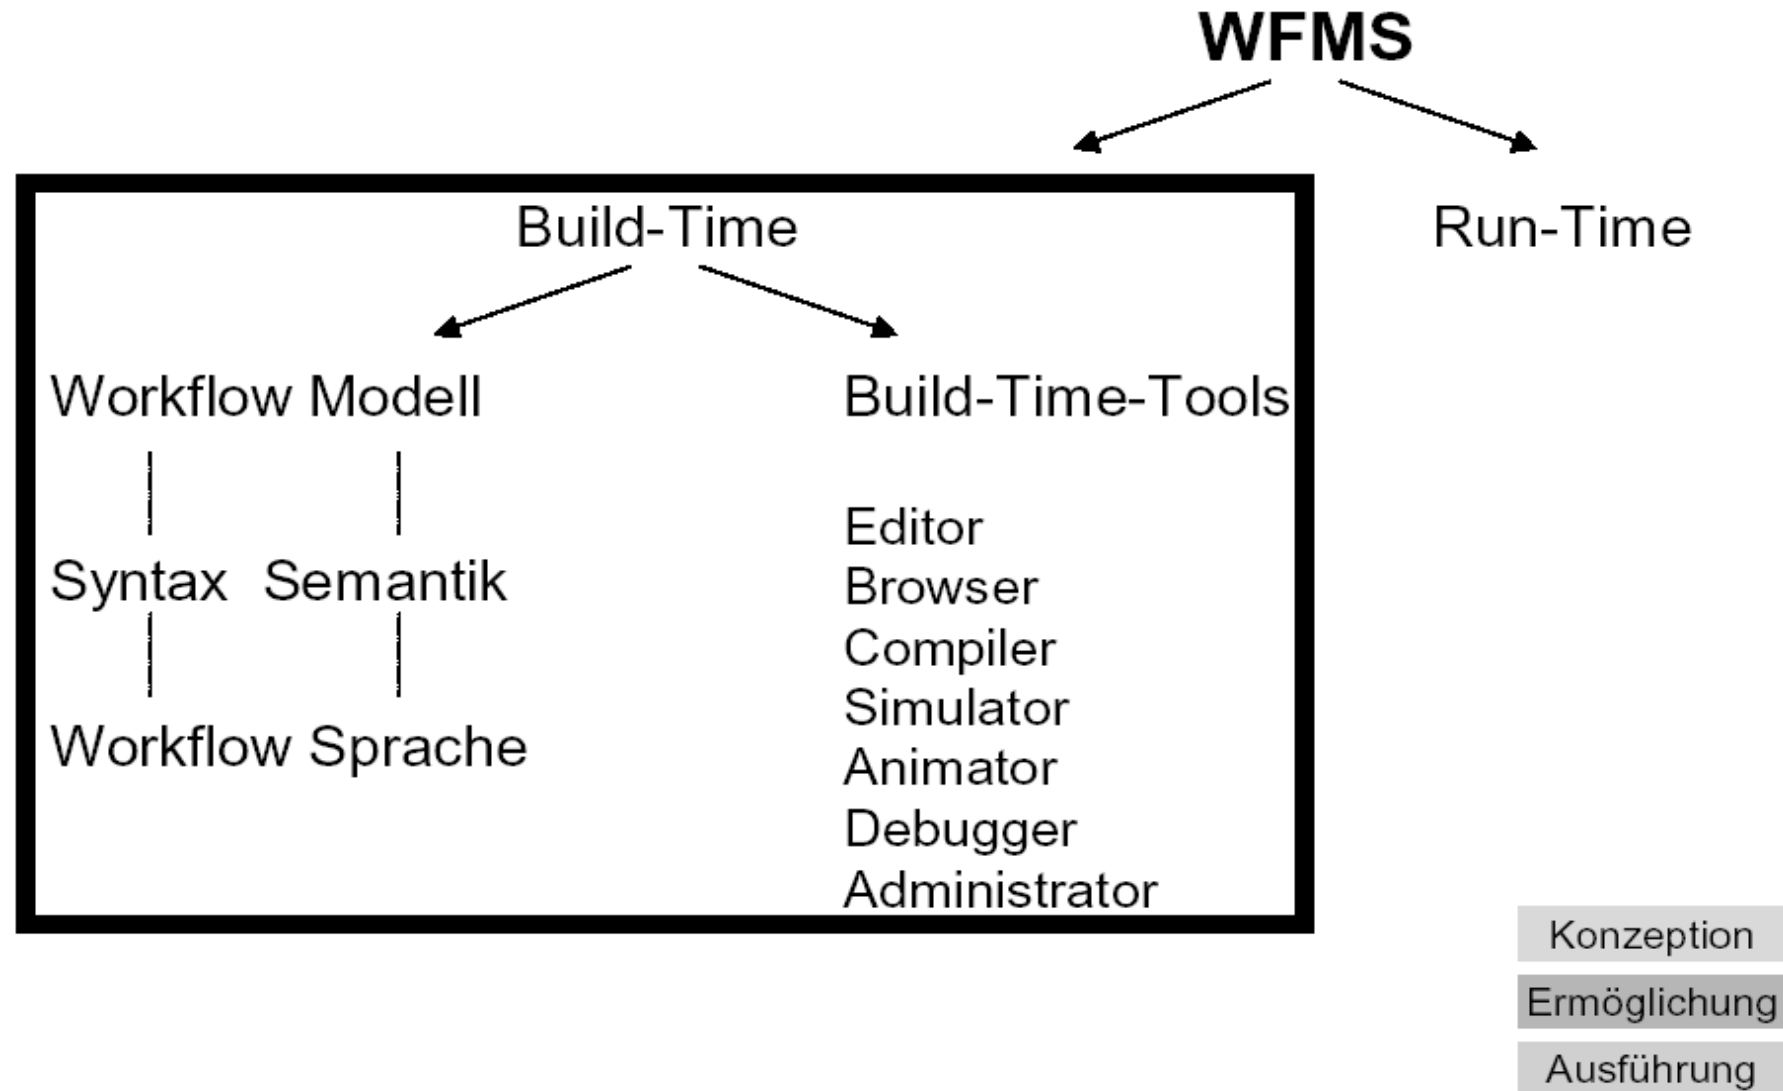 WFMS
Build-Time
Run-Time
Workflow Modell
Build-Time-Tools
Syntax Semantik
Workflow Sprache
Editor
Browser
Compiler
Simulator
Animator
Debugger
Administrator
Konzeption
Ermöglichung
Ausführung